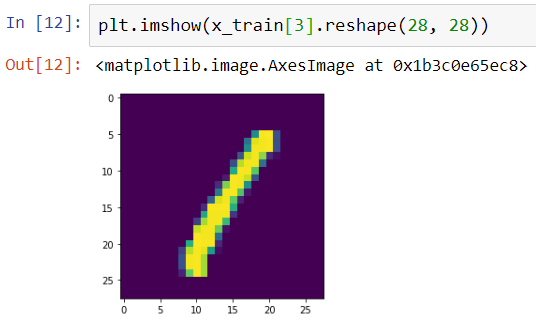 In [12]: plt.imshow(x_train[3].reshape(28, 28))
Out[12]: <matplotlib.image.AxesImage at 0x1b3c0e65ec8>
0
5
10
15
20
25
0 5 10 15 20 25